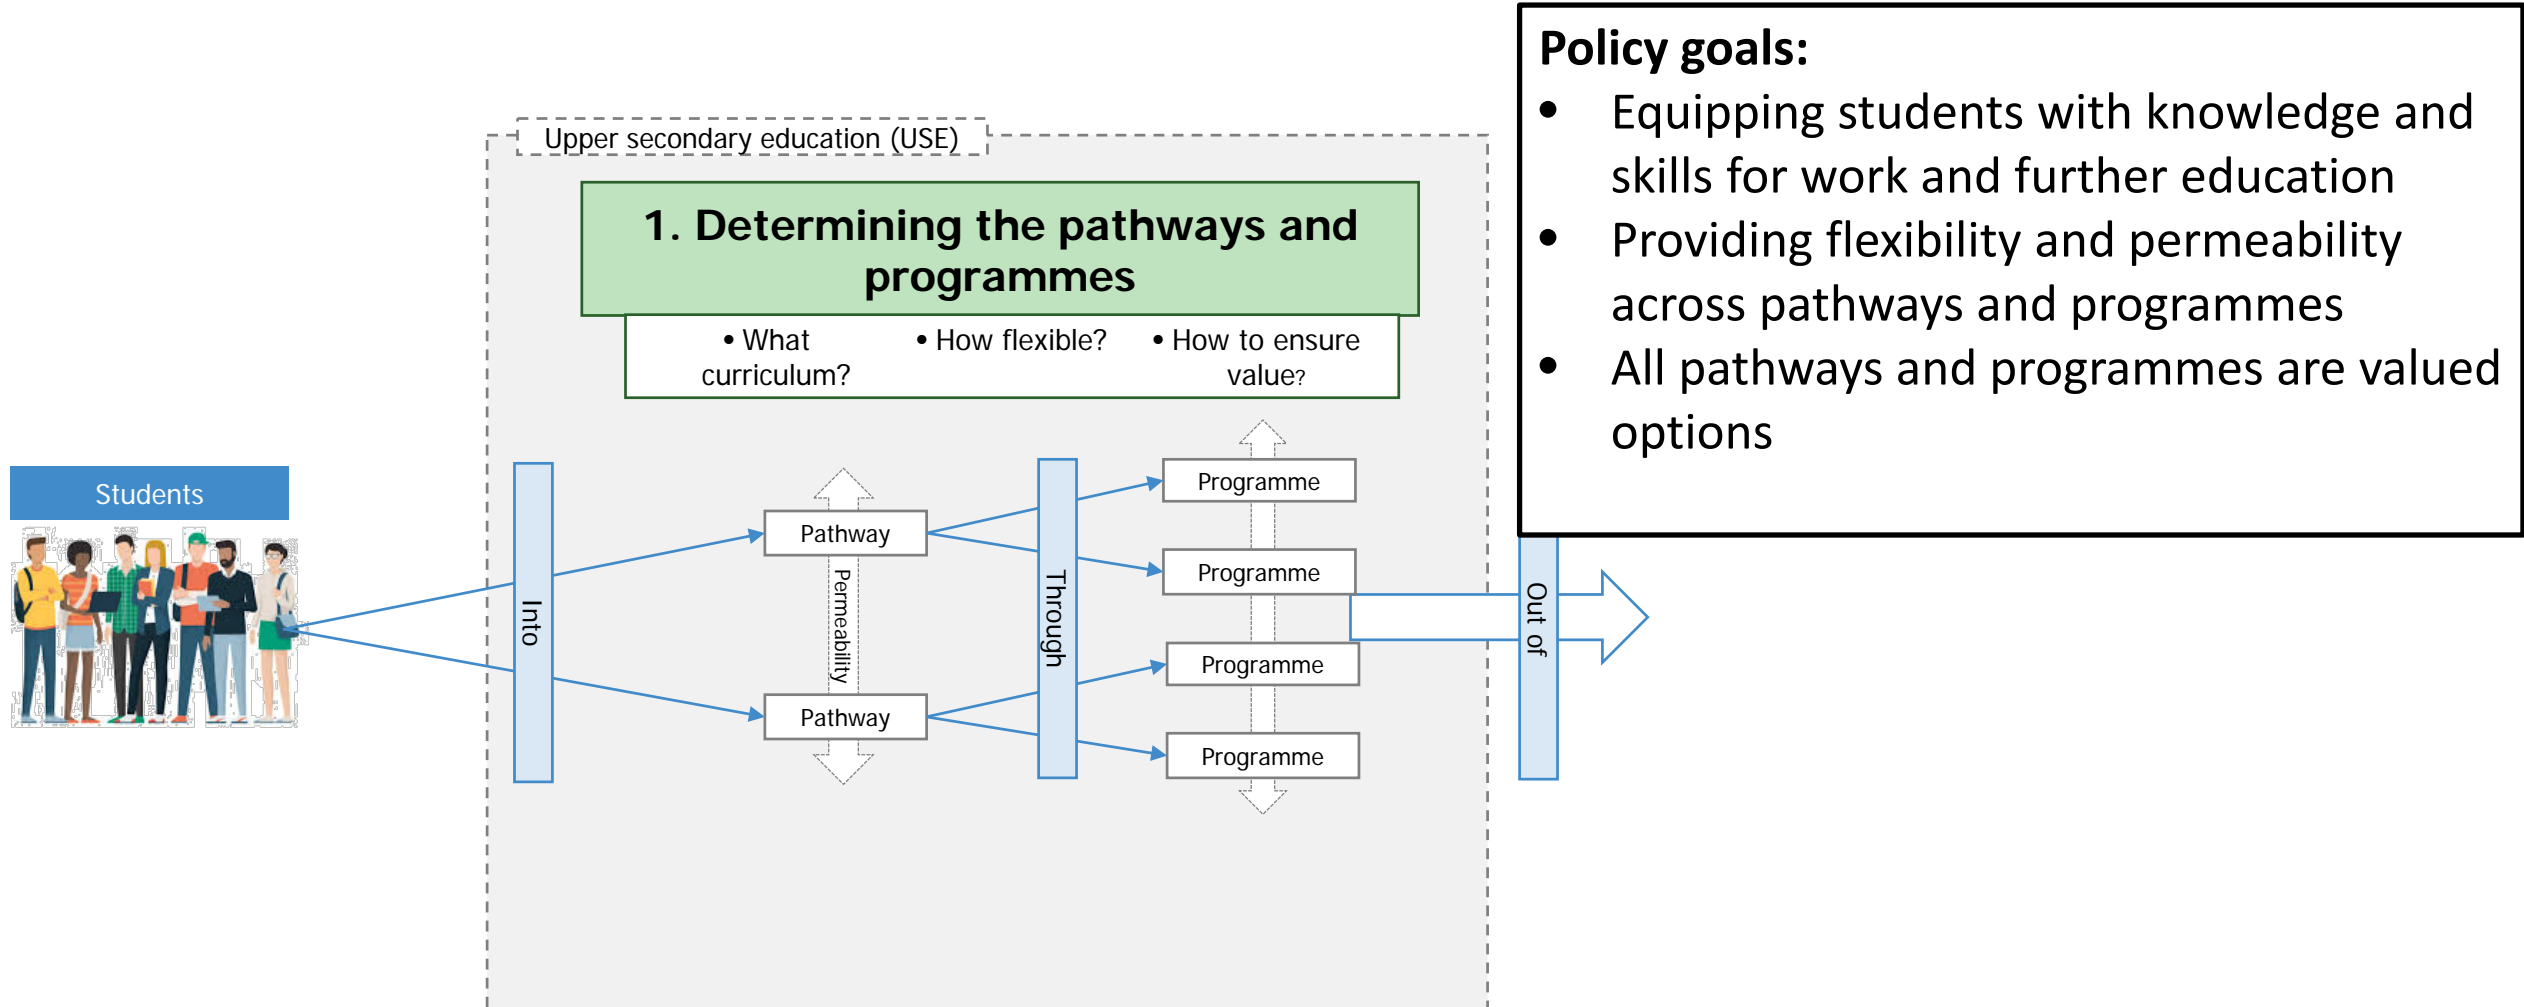 Policy goals:
• Equipping students with knowledge and
skills for work and further education
• Providing flexibility and permeability
across pathways and programmes
• All pathways and programmes are valued
options
Upper secondary education (USE)
1. Determining the pathways and
programmes
• What
curriculum?
• How flexible?
• How to ensure
value?
Students
Into
Pathway
Permeability
Pathway
Through
Programme
Programme
Programme
Programme
Out of